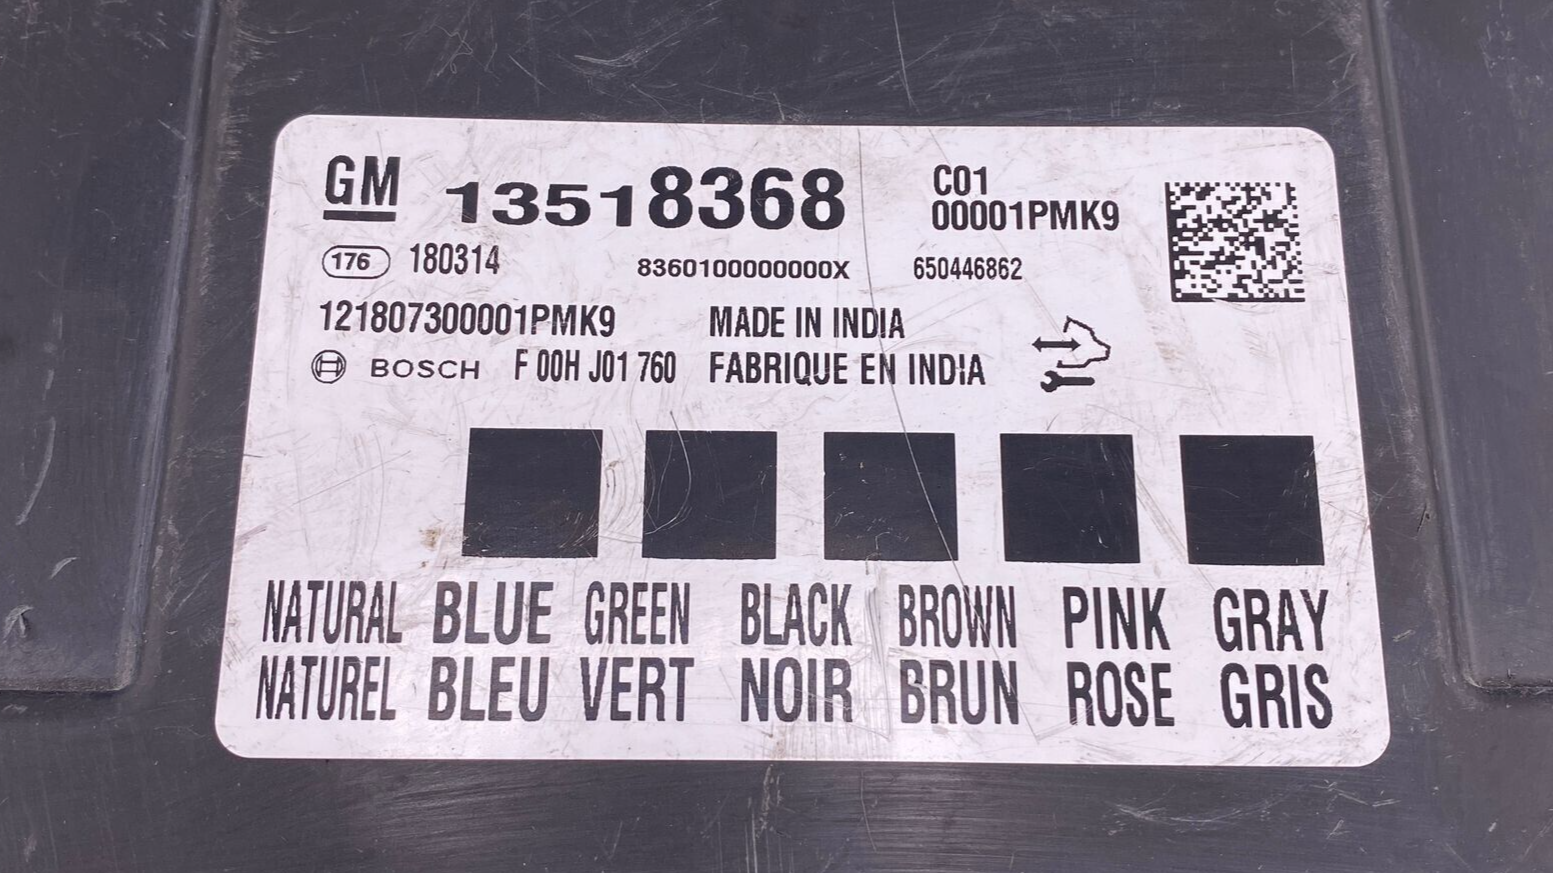 GM 13518368 C01
00001PMK9
176 180314 8360100000000X 650446862
121807300001PMK9 MADE IN INDIA
BOSCH F 00H J01 760 FABRIQUE EN INDIA
NATURAL BLUE GREEN BLACK BROWN PINK GRAY
NATUREL BLEU VERT NOIR BRUN ROSE GRIS